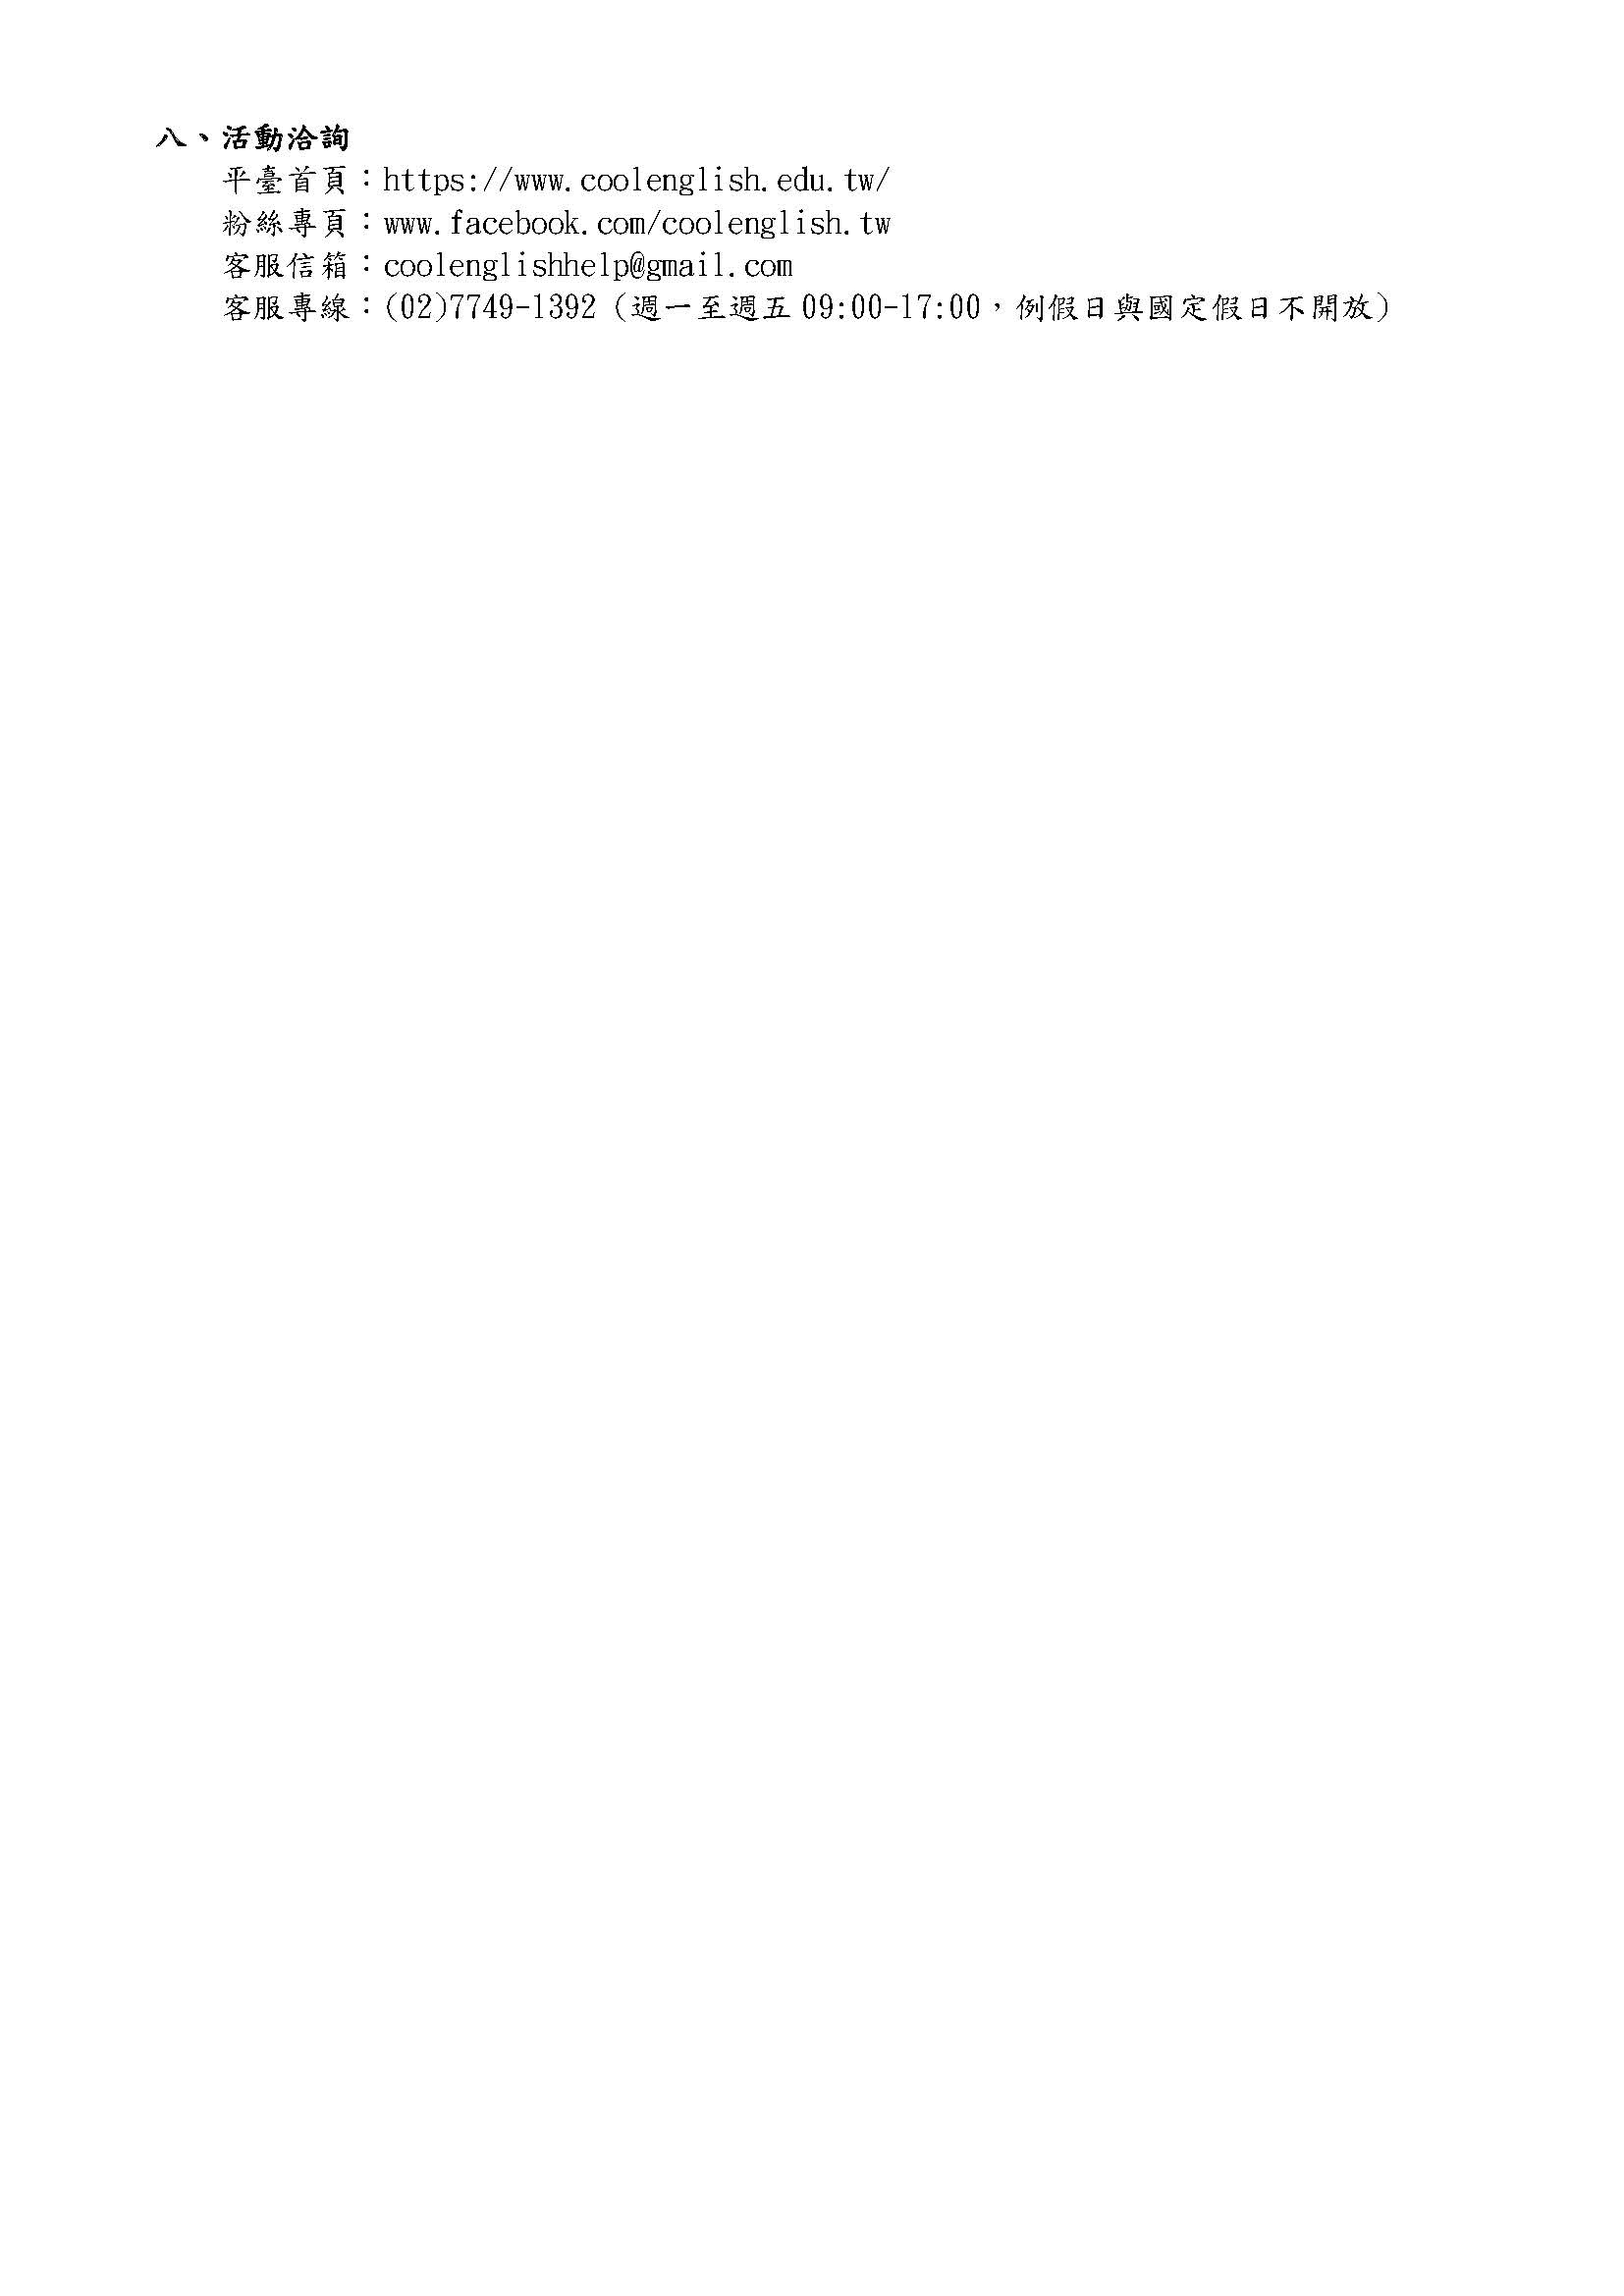 八、活動洽詢
平臺首頁：https://www.coolenglish.edu.tw/
粉絲專頁：www.facebook.com/coolenglish.tw
客服信箱：coolenglishhelp@gmail.com
客服專線：(02)7749-1392 (週一至週五 09:00-17:00，例假日與國定假日不開放)